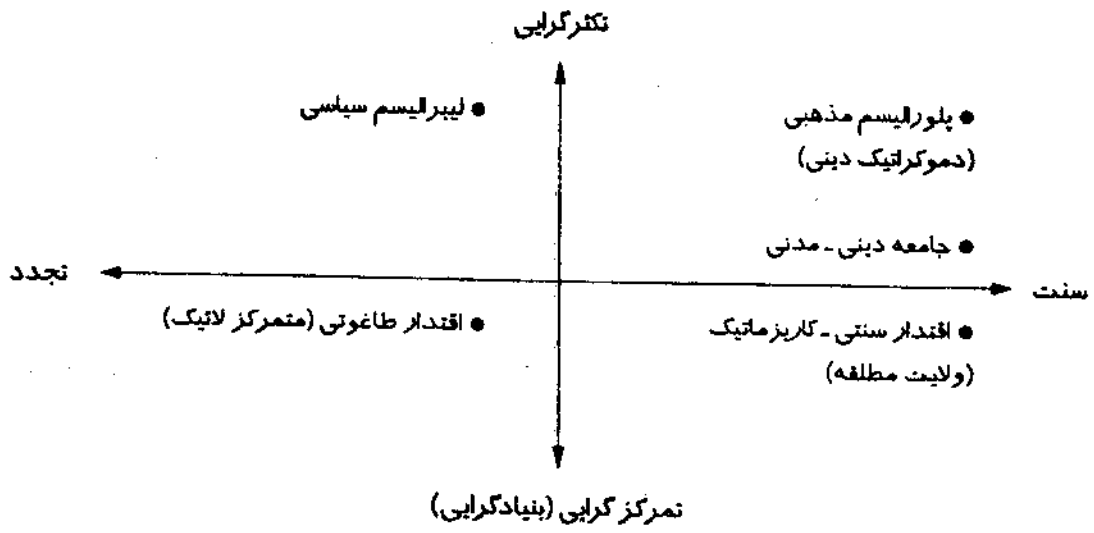 تکثرگرایی
● پلورالیسم مذهبی
(دموکراتیک دینی)
● لیبرالیسم سیاسی
● جامعه دینی ـ مدنی
سنت
تجدد
● اقتدار سنتی ـ کاریزماتیک
(ولایت مطلقه)
● اقتدار طاغوتی (متمرکز لائیک)
تمرکز گرایی (بنیادگرایی)